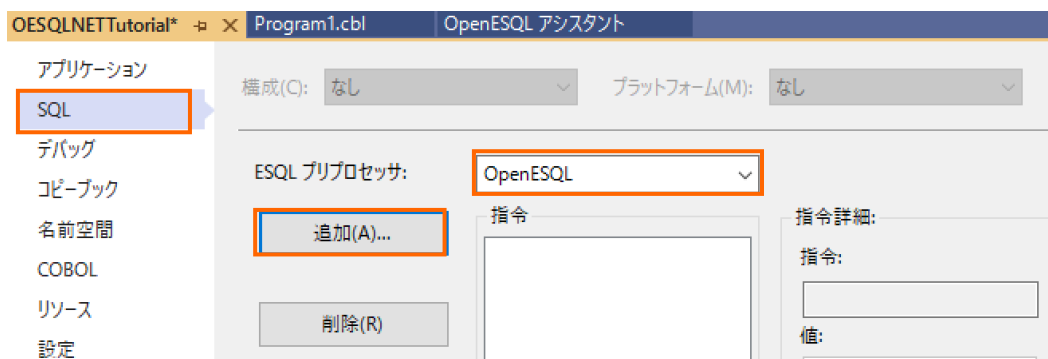 OESQLNETTutorial* Program1.cbl OpenESQL アシスタント
アプリケーション
SQL
デバッグ
コピーブック
名前空間
COBOL
リソース
設定
構成(C): なし プラットフォーム(M): なし
ESQL プリプロセッサ: OpenESQL
追加(A)...
削除(R)
指令
指令詳細:
指令:
値: